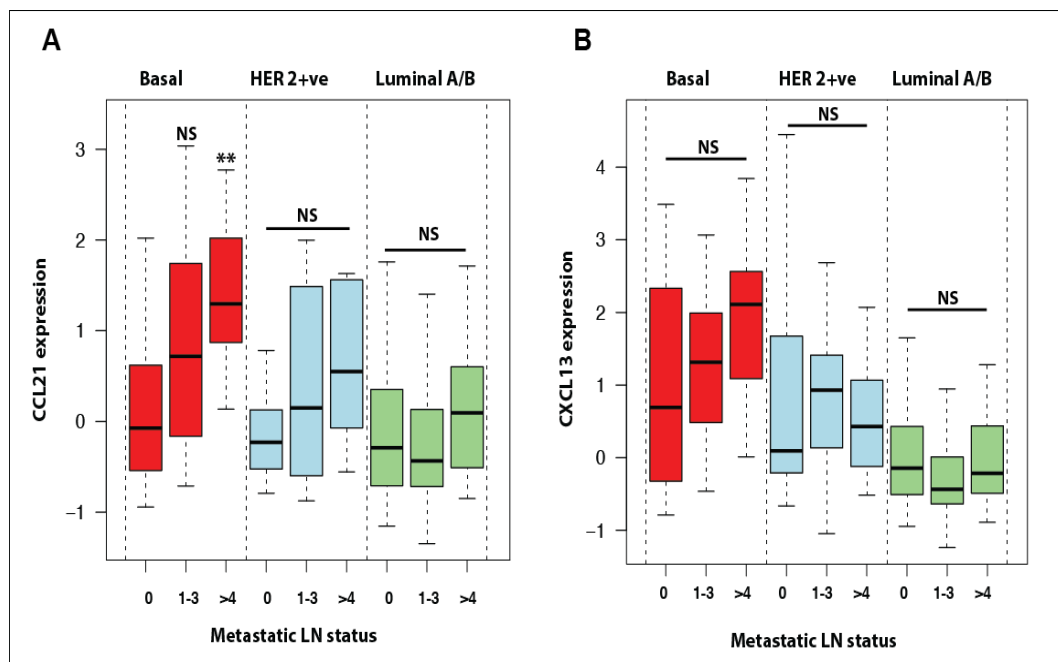 A
Basal HER 2+ve Luminal A/B
CCL21 expression
3
2
1
0
−1
NS
**
NS
NS
0 1-3 >4 0 1-3 >4 0 1-3 >4
Metastatic LN status
B
Basal HER 2+ve Luminal A/B
CXCL13 expression
4
3
2
1
0
−1
NS
NS
NS
0 1-3 >4 0 1-3 >4 0 1-3 >4
Metastatic LN status